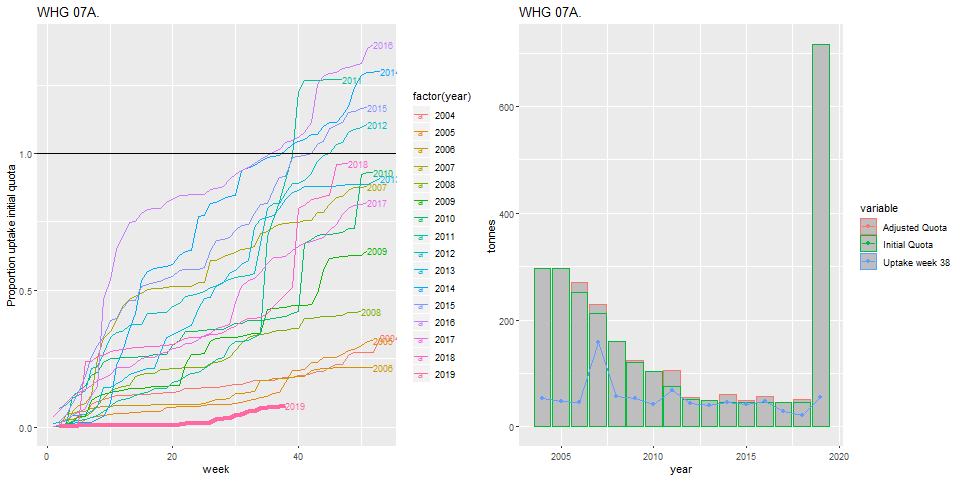 WHG 07A.
Proportion uptake initial quota
1.0
0.5
0.0
0
20
40
week
2016
2014
2011
2015
2012
2018
2010
2007
2017
2009
2008
2005
2006
2019
factor(year)
a 2004
a 2005
a 2006
a 2007
a 2008
a 2009
a 2010
a 2011
a 2012
a 2013
a 2014
a 2015
a 2016
a 2017
a 2018
a 2019
WHG 07A.
tonnes
600
400
200
0
2005
2010
2015
2020
year
variable
Adjusted Quota
Initial Quota
Uptake week 38